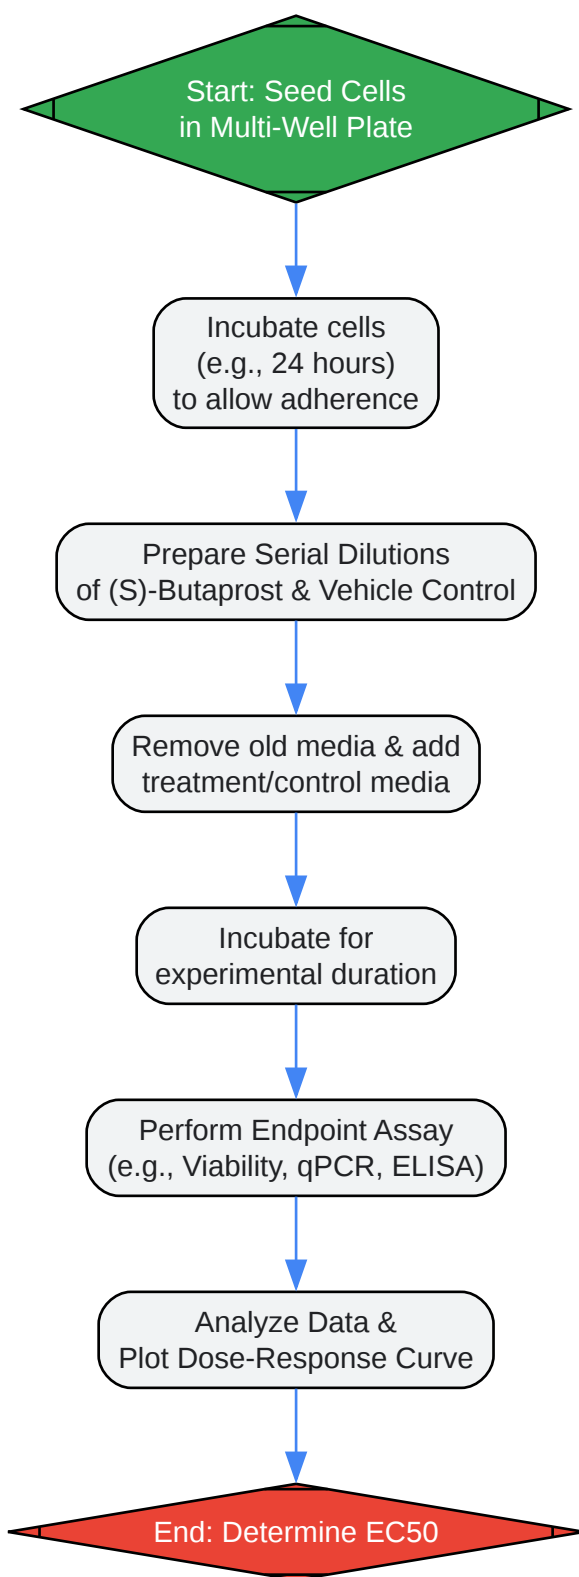 Start: Seed Cells
in Multi-Well Plate
Incubate cells
(e.g., 24 hours)
to allow adherence
Prepare Serial Dilutions
of (S)-Butaprost & Vehicle Control
Remove old media & add
treatment/control media
Incubate for
experimental duration
Perform Endpoint Assay
(e.g., Viability, qPCR, ELISA)
Analyze Data &
Plot Dose-Response Curve
End: Determine EC50